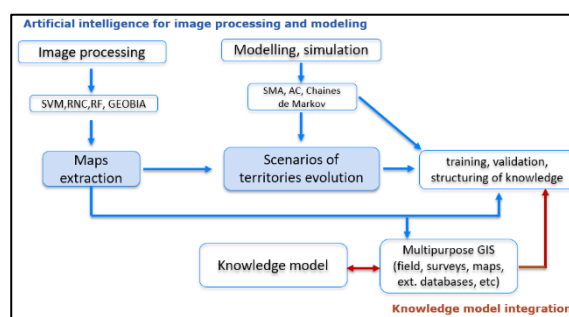 Artificial intelligence for image processing and modeling
Image processing
Modelling, simulation
SVM,RNC,RF, GEOBIA
SMA, AC, Chaines
de Markov
Maps
extraction
Scenarios of
territories evolution
training, validation,
structuring of knowledge
Knowledge model
Multipurpose GIS
(field, surveys, maps,
ext. databases, etc)
Knowledge model integration